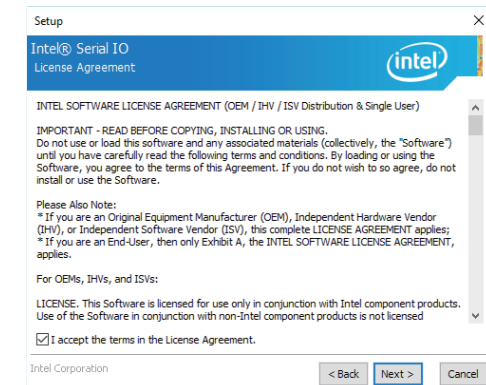 Setup
Intel® Serial IO
License Agreement
intel
INTEL SOFTWARE LICENSE AGREEMENT (OEM / IHV / ISV Distribution & Single User)
IMPORTANT - READ BEFORE COPYING, INSTALLING OR USING.
Do not use or load this software and any associated materials (collectively, the "Software")
until you have carefully read the following terms and conditions. By loading or using the
Software, you agree to the terms of this Agreement. If you do not wish to so agree, do not
install or use the Software.
Please Also Note:
* If you are an Original Equipment Manufacturer (OEM), Independent Hardware Vendor
(IHV), or Independent Software Vendor (ISV), this complete LICENSE AGREEMENT applies;
* If you are an End-User, then only Exhibit A, the INTEL SOFTWARE LICENSE AGREEMENT,
applies.
For OEMs, IHVs, and ISVs:
LICENSE. This Software is licensed for use only in conjunction with Intel component products.
Use of the Software in conjunction with non-Intel component products is not licensed
I accept the terms in the License Agreement.
Intel Corporation
< Back Next > Cancel